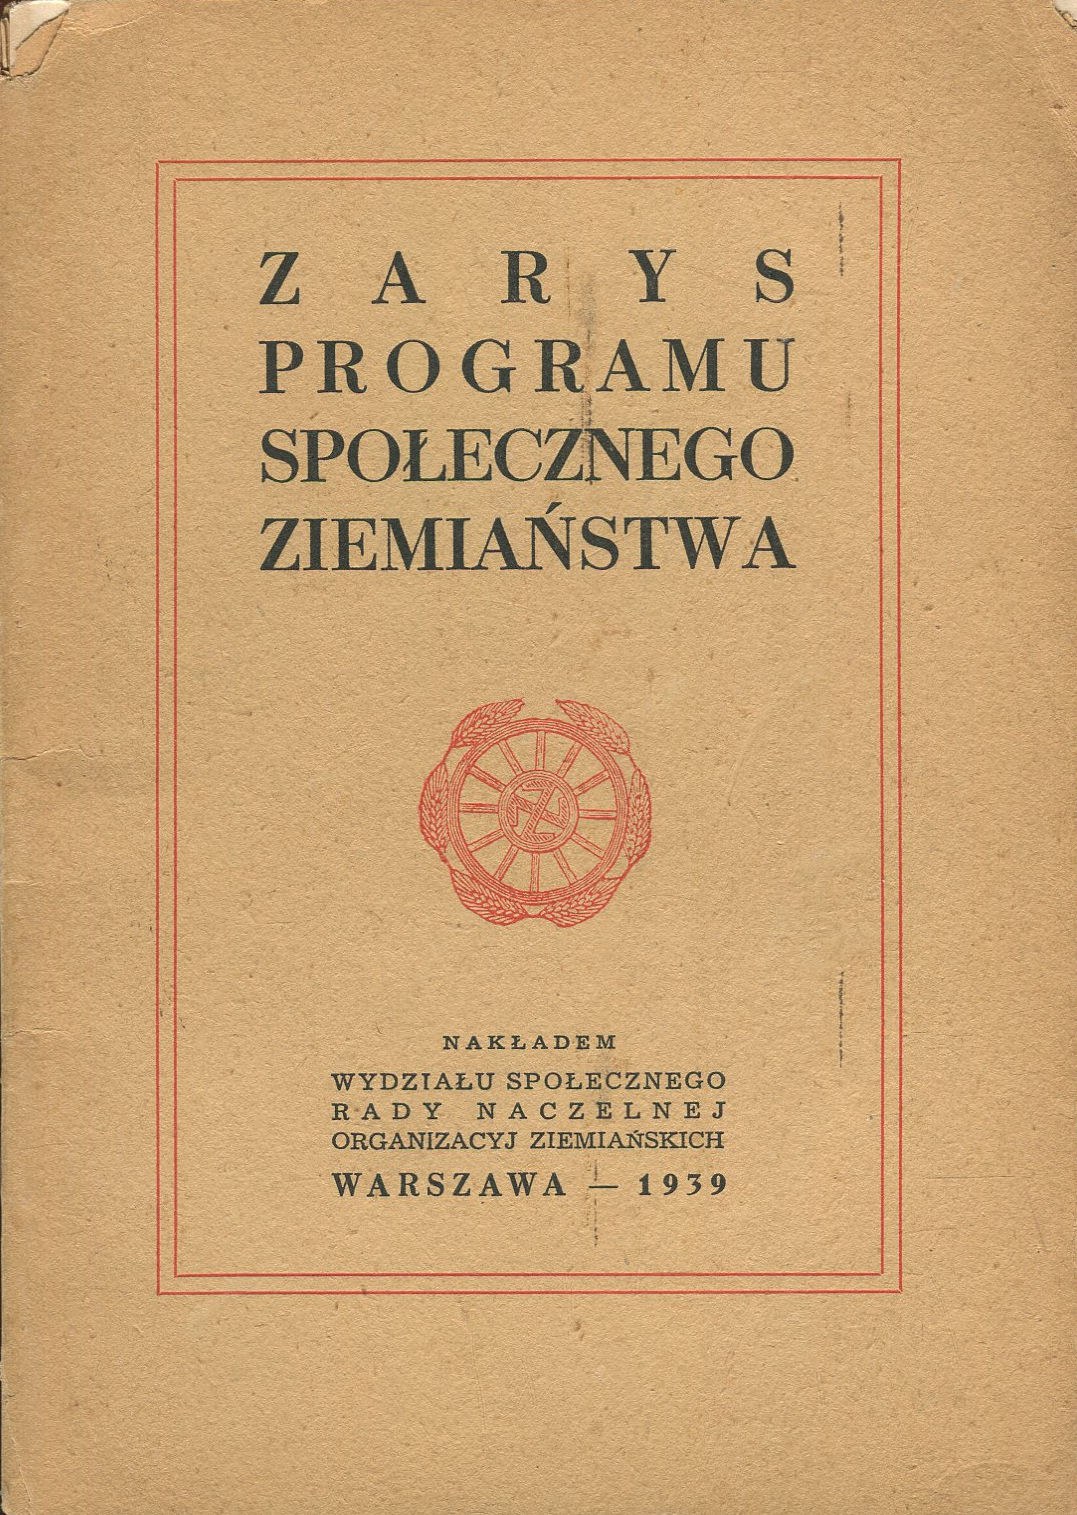 ZARYS
PROGRAMU
SPOŁECZNEGO
ZIEMIAŃSTWA
NAKŁADEM
WYDZIAŁU SPOŁECZNEGO
RADY NACZELNEJ
ORGANIZACYJ ZIEMIAŃSKICH
WARSZAWA — 1939